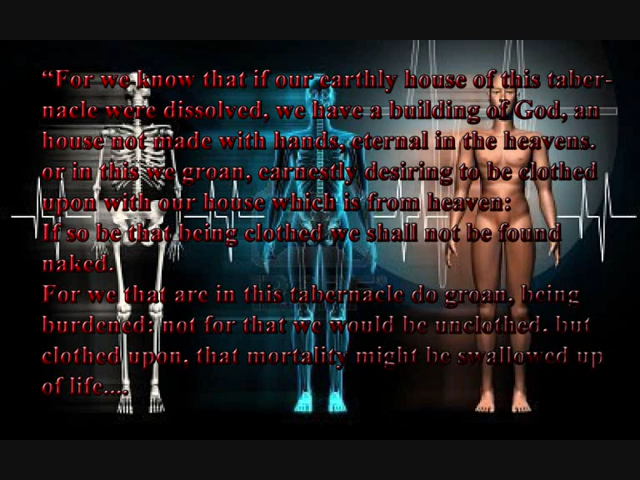 “For we know that if our earthly house of this taber-
nacle were dissolved, we have a building of God, an
house not made with hands, eternal in the heavens.
or in this we groan, earnestly desiring to be clothed
upon with our house which is from heaven:
If so be that being clothed we shall not be found
naked.
For we that are in this tabernacle do groan, being
burdened: not for that we would be unclothed, but
clothed upon, that mortality might be swallowed up
of life....